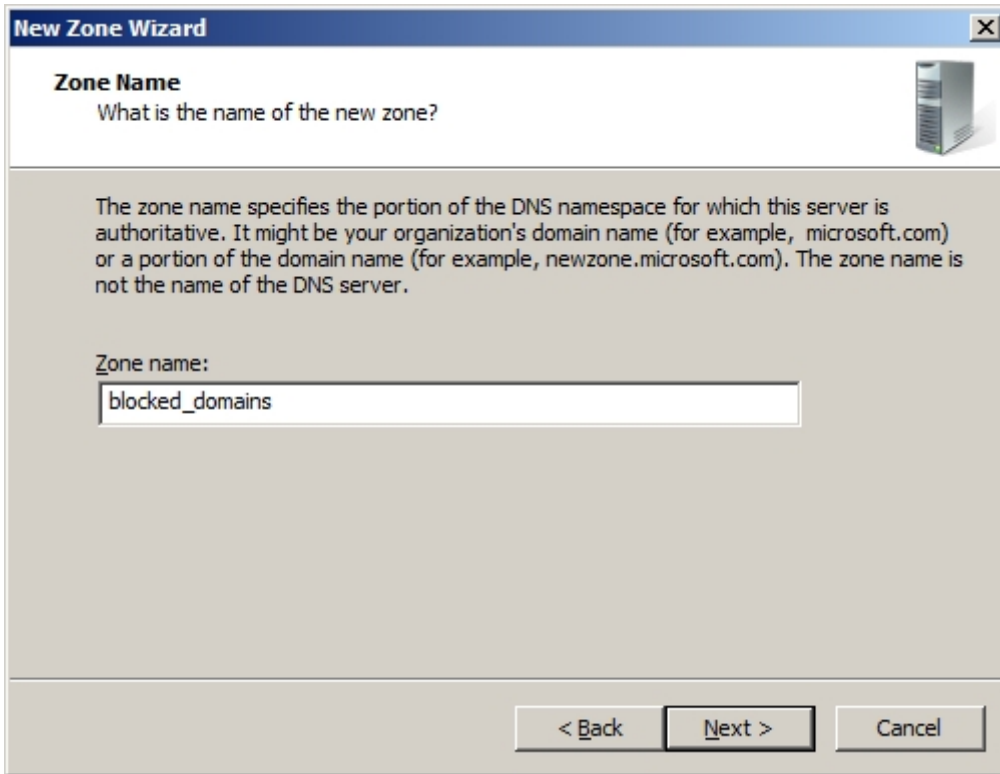 New Zone Wizard
Zone Name
What is the name of the new zone?
The zone name specifies the portion of the DNS namespace for which this server is
authoritative. It might be your organization's domain name (for example, microsoft.com)
or a portion of the domain name (for example, newzone.microsoft.com). The zone name is
not the name of the DNS server.
Zone name:
blocked_domains
< Back
Next >
Cancel